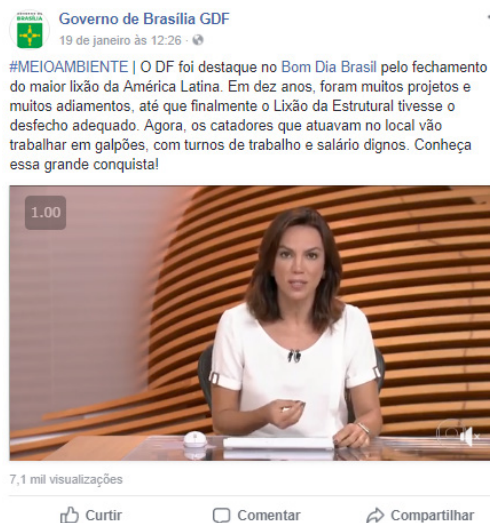 Governo de Brasília GDF
19 de janeiro às 12:26 ·
#MEIOAMBIENTE | O DF foi destaque no Bom Dia Brasil pelo fechamento
do maior lixão da América Latina. Em dez anos, foram muitos projetos e
muitos adiamentos, até que finalmente o Lixão da Estrutural tivesse o
desfecho adequado. Agora, os catadores que atuavam no local vão
trabalhar em galpões, com turnos de trabalho e salário dignos. Conheça
essa grande conquista!
1.00
7,1 mil visualizações
Curtir Comentar Compartilhar